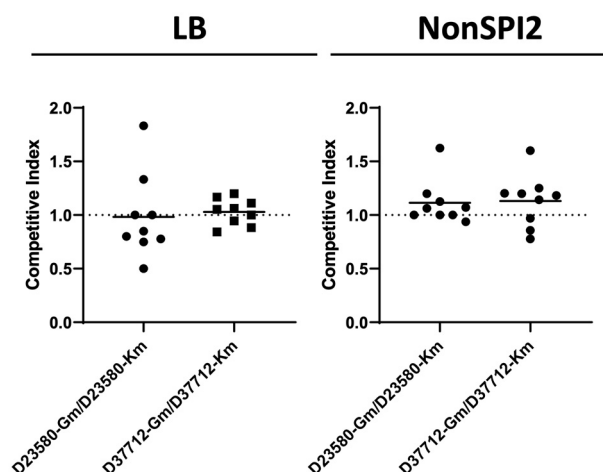 LB
NonSPI2
Competitive Index
2.0
1.5
1.0
0.5
0.0
D23580-Gm/D23580-Km
D37712-Gm/D37712-Km
Competitive Index
2.0
1.5
1.0
0.5
0.0
D23580-Gm/D23580-Km
D37712-Gm/D37712-Km